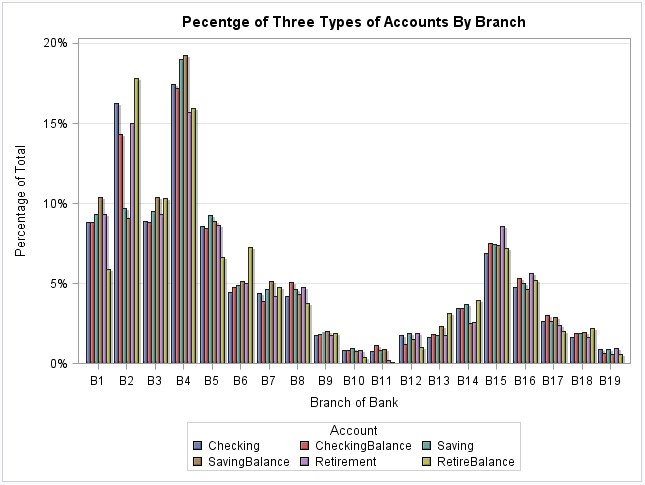 Pecentge of Three Types of Accounts By Branch
20%
15%
10%
5%
0%
Percentage of Total
B1 B2 B3 B4 B5 B6 B7 B8 B9 B10 B11 B12 B13 B14 B15 B16 B17 B18 B19
Branch of Bank
Account
Checking CheckingBalance Saving
SavingBalance Retirement RetireBalance